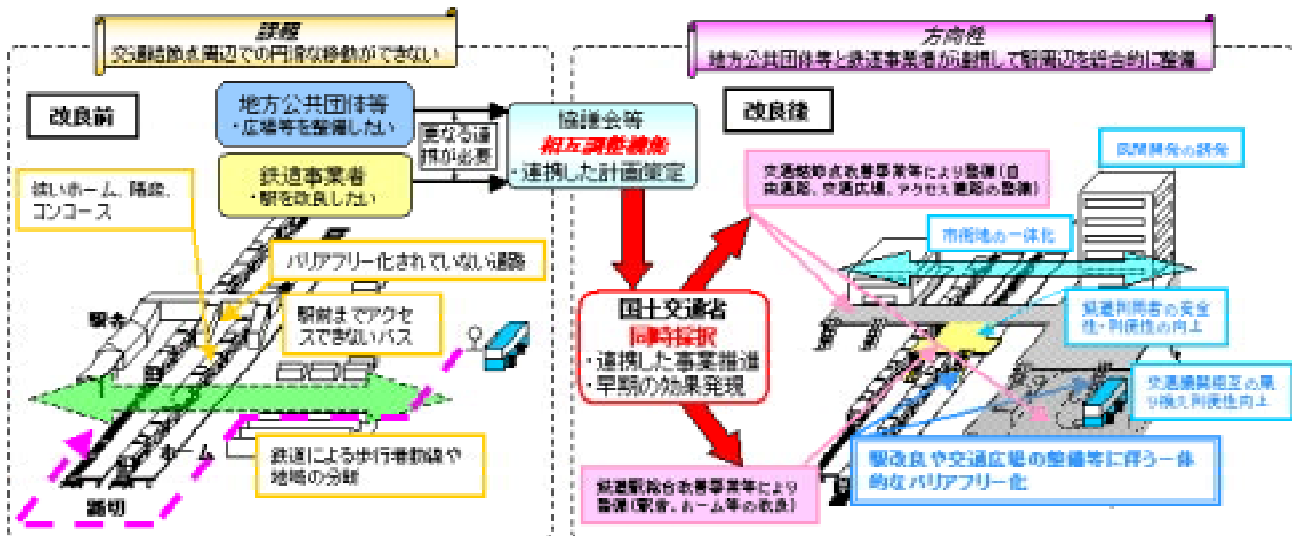 課題
交通結節点周辺での円滑な移動ができない
改良前
地方公共団体等
・広場等を整備したい
鉄道事業者
・駅を改良したい
更なる連
携が必要
協議会等
相互調整機能
・連携した計画策定
狭いホーム、階段、
コンコース
バリアフリー化されていない通路
駅前までアクセ
スできないバス
駅舎
ホーム
鉄道による歩行者動線や
地域の分断
踏切
国土交通省
同時採択
・連携した事業推進
・早期の効果発現
方向性
地方公共団体等と鉄道事業者が連携して駅周辺を総合的に整備
改良後
民間開発の誘発
交通結節点改善事業等により整備(自
由通路、交通広場、アクセス道路の整備)
市街地の一体化
鉄道利用者の安全
性・利便性の向上
交通機関相互の乗
り換え利便性向上
駅改良や交通広場の整備等に伴う一体
的なバリアフリー化
鉄道駅総合改善事業等により
整備(駅舎、ホーム等の改良)